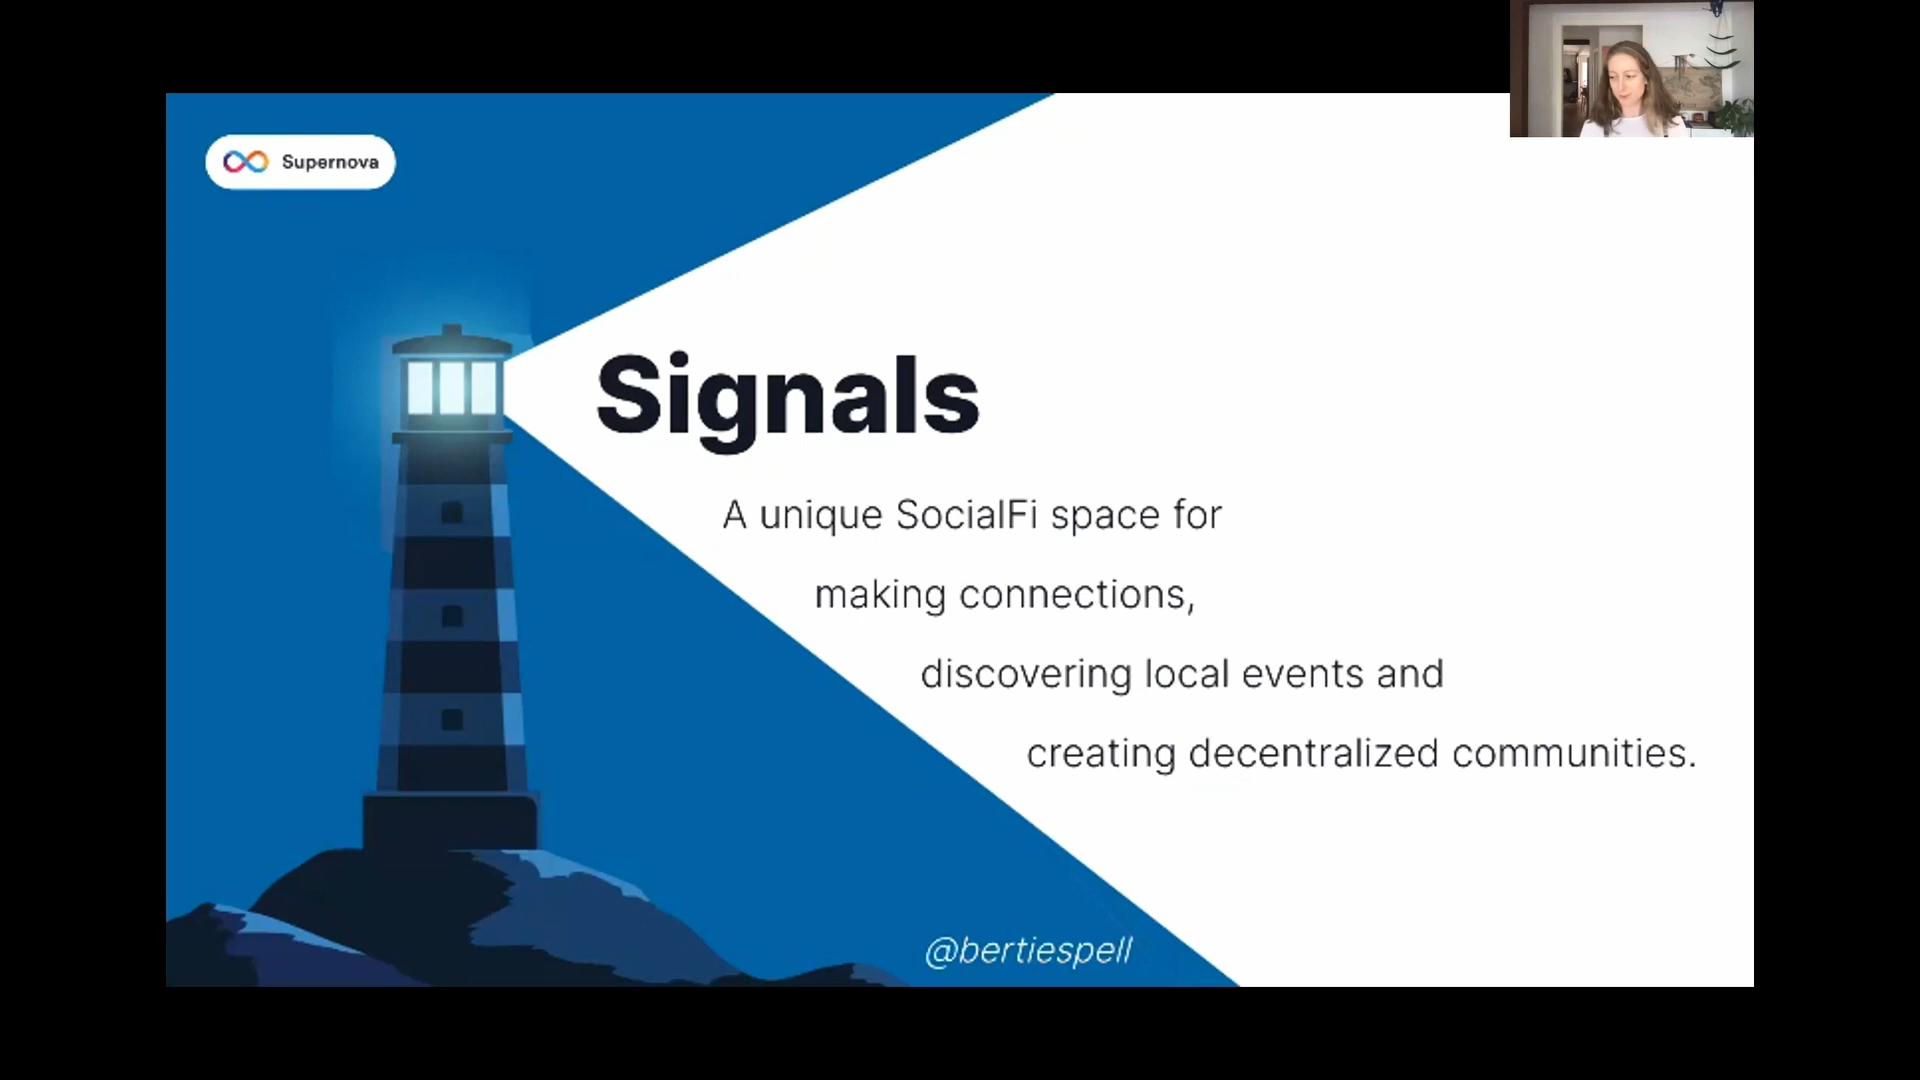 Supernova
Signals
A unique SocialFi space for
making connections,
discovering local events and
creating decentralized communities.
@bertiespell